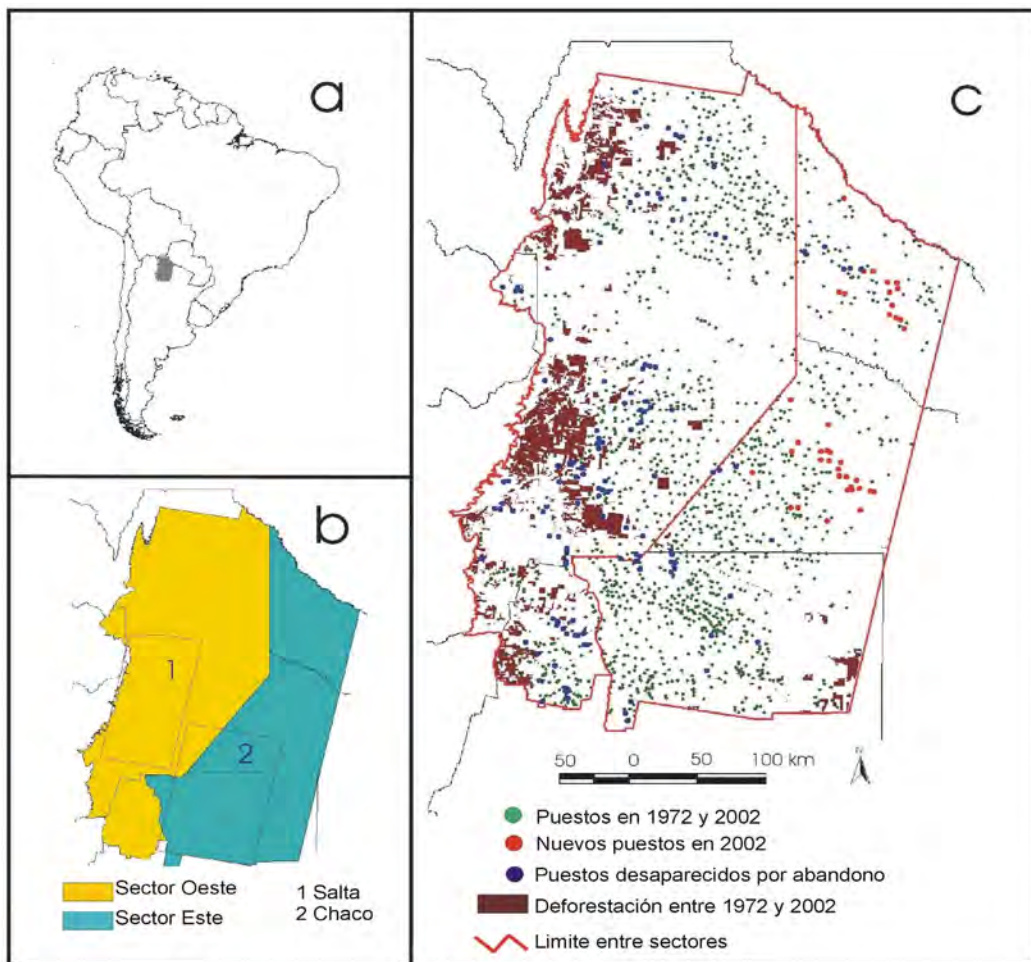 a
b
1
2
Sector Oeste
Sector Este
1 Salta
2 Chaco
c
50 0 50 100 km
N
Puestos en 1972 y 2002
Nuevos puestos en 2002
Puestos desaparecidos por abandono
Deforestación entre 1972 y 2002
Limite entre sectores